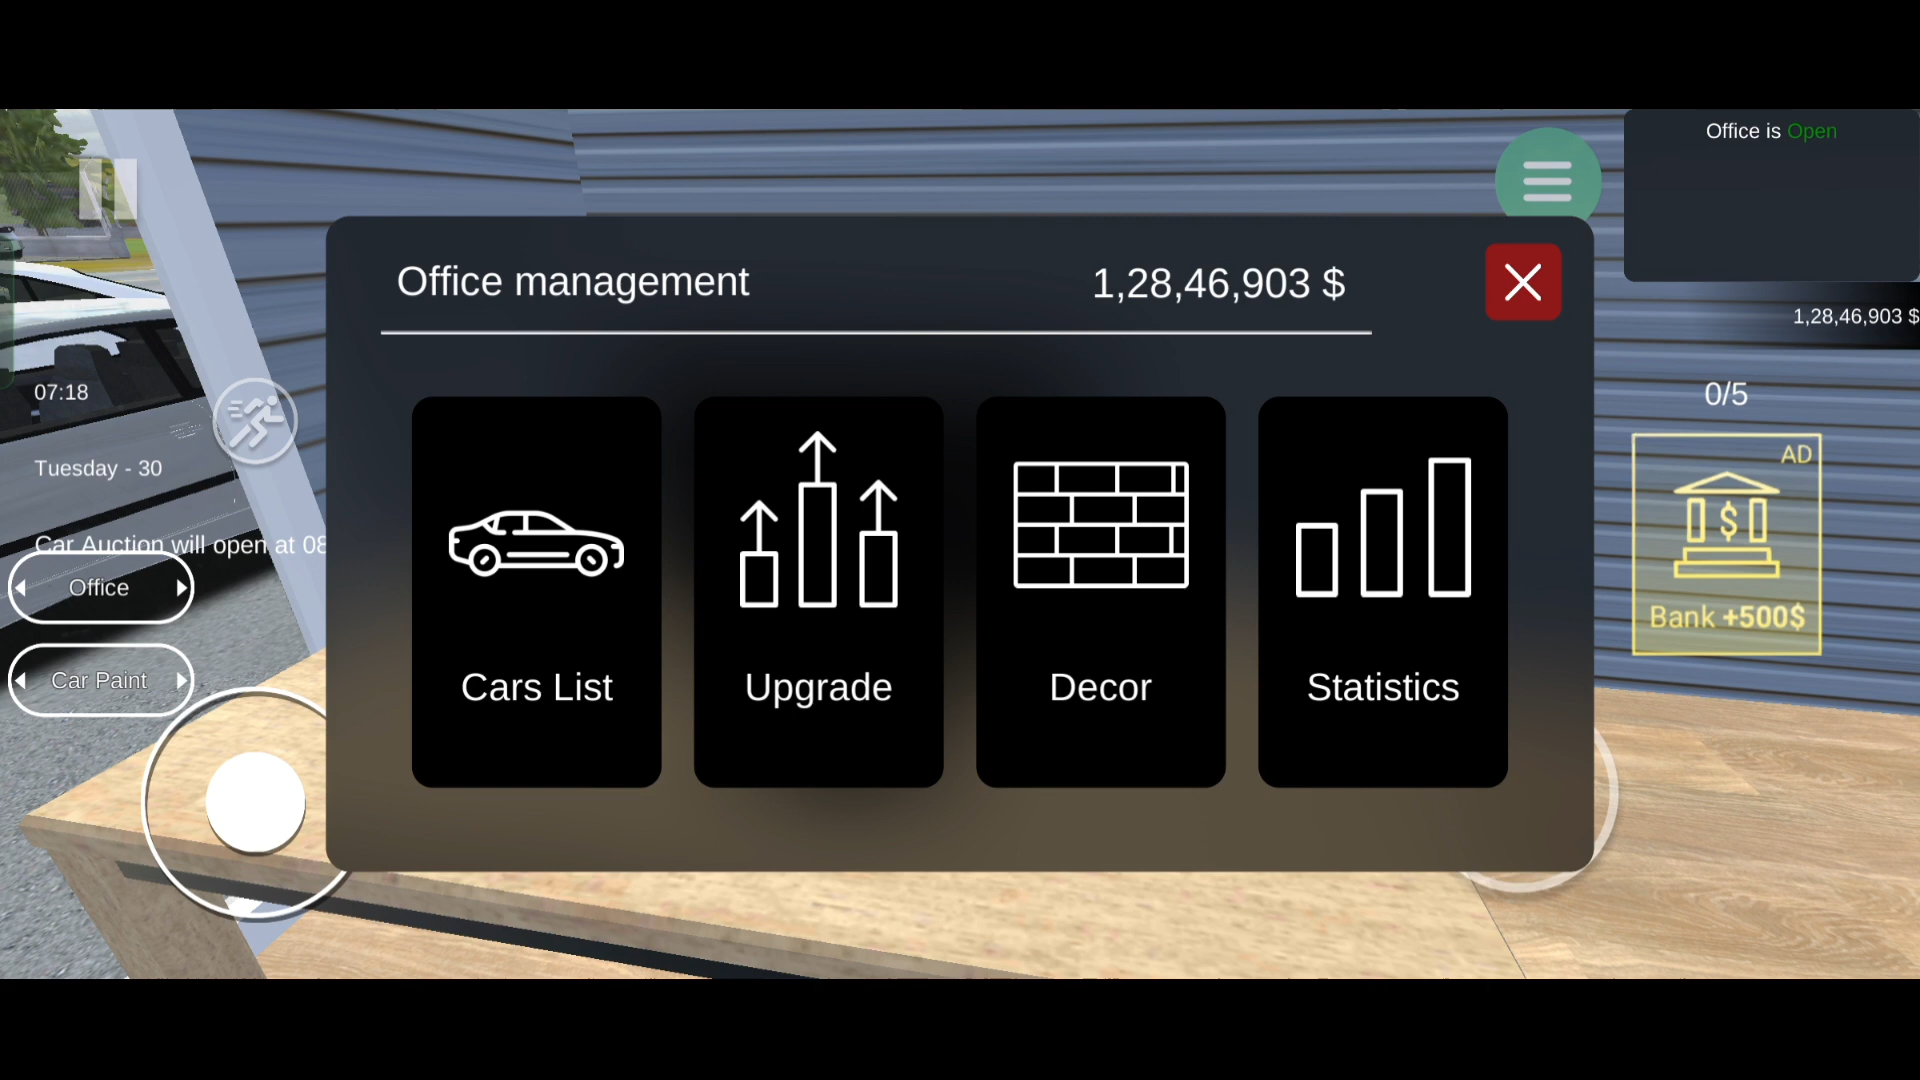 Office is Open
Office management
1,28,46,903 $
1,28,46,903 $
07:18
0/5
Tuesday - 30
AD
Car Auction will open at 08
Office
Bank +500$
Car Paint
Cars List
Upgrade
Decor
Statistics